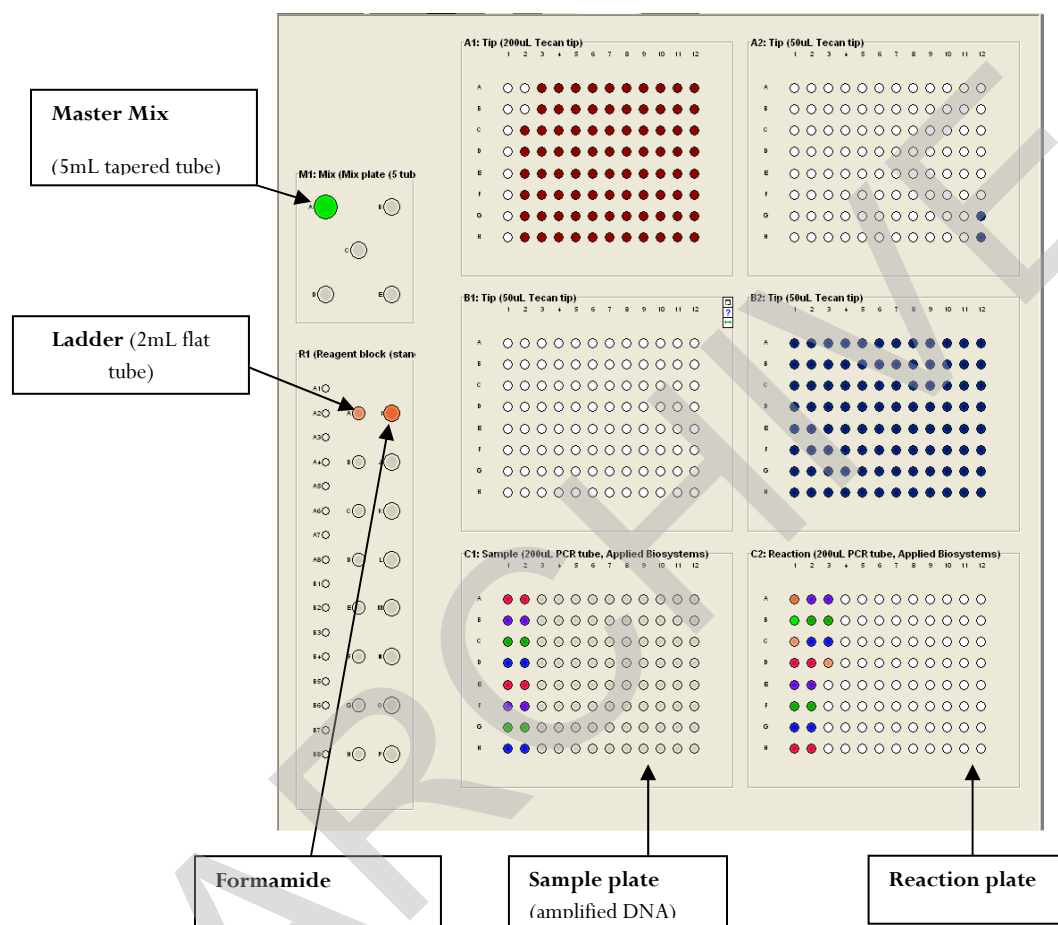 A1: Tip (200uL Tecan tip)
1 2 3 4 5 6 7 8 9 10 11 12
A
B
C
D
E
F
G
H
A2: Tip (50uL Tecan tip)
1 2 3 4 5 6 7 8 9 10 11 12
A
B
C
D
E
F
G
H
Master Mix
(5mL tapered tube)
M1: Mix (Mix plate (5 tub
A B
C
D E
B1: Tip (50uL Tecan tip)
1 2 3 4 5 6 7 8 9 10 11 12
A
B
C
D
E
F
G
H
?
B2: Tip (50uL Tecan tip)
1 2 3 4 5 6 7 8 9 10 11 12
A
B
C
D
E
F
G
H
Ladder (2mL flat
tube)
R1 (Reagent block (stan
A1
A2 A I
A3
A4 B J
A5
A6 C K
A7
A8 D L
B1
B2 E M
B3
B4 F N
B5
B6 G O
B7
B8 H P
C1: Sample (200uL PCR tube, Applied Biosystems)
1 2 3 4 5 6 7 8 9 10 11 12
A
B
C
D
E
F
G
H
C2: Reaction (200uL PCR tube, Applied Biosystems)
1 2 3 4 5 6 7 8 9 10 11 12
A
B
C
D
E
F
G
H
Formamide
Sample plate
(amplified DNA)
Reaction plate
ARCHIVE